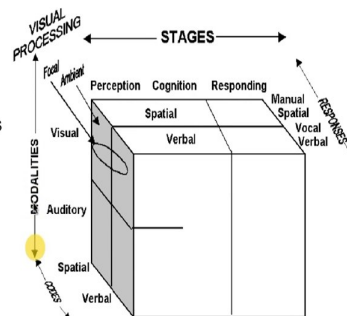 VISUAL
PROCESSING
STAGES
Focal
Ambient
Perception Cognition Responding
Manual
Spatial
Vocal
Verbal
RESPONSES
Spatial
Verbal
Visual
MODALITIES
Auditory
Spatial
Verbal
CODES